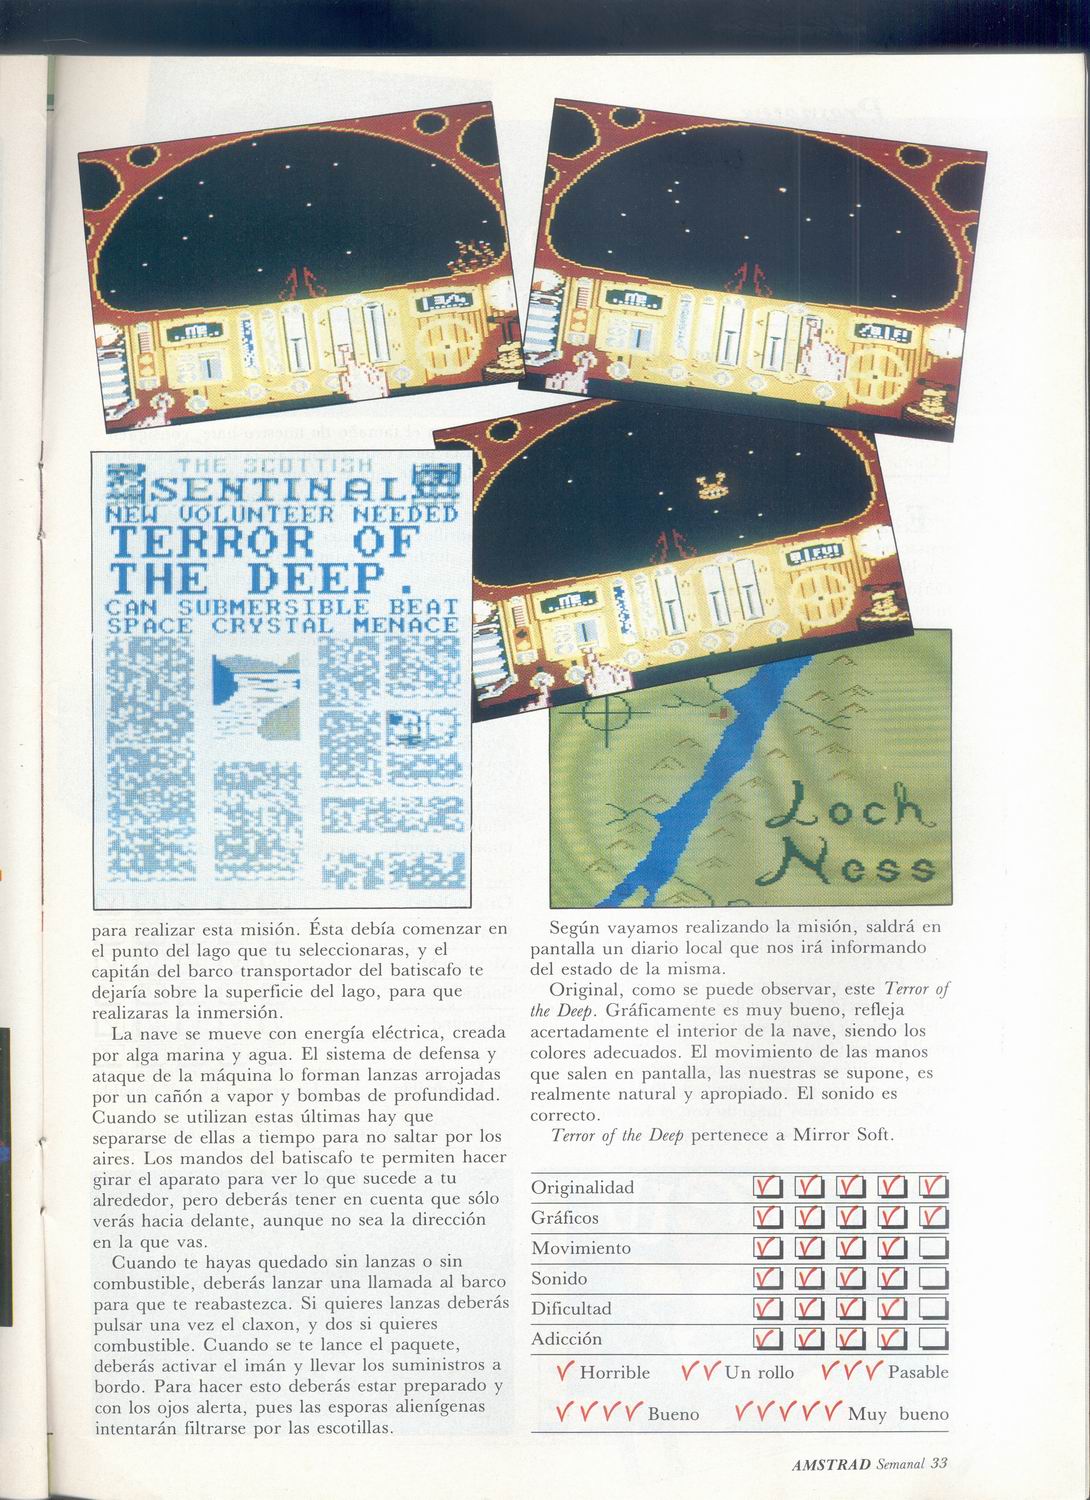 THE SCOTTISH
SENTINAL
NEW VOLUNTEER NEEDED
TERROR OF
THE DEEP.
CAN SUBMERSIBLE BEAT
SPACE CRYSTAL MENACE
Loch
Ness
para realizar esta misión. Ésta debía comenzar en
el punto del lago que tu seleccionaras, y el
capitán del barco transportador del batiscafo te
dejaría sobre la superficie del lago, para que
realizaras la inmersión.
La nave se mueve con energía eléctrica, creada
por alga marina y agua. El sistema de defensa y
ataque de la máquina lo forman lanzas arrojadas
por un cañón a vapor y bombas de profundidad.
Cuando se utilizan estas últimas hay que
separarse de ellas a tiempo para no saltar por los
aires. Los mandos del batiscafo te permiten hacer
girar el aparato para ver lo que sucede a tu
alrededor, pero deberás tener en cuenta que sólo
verás hacia delante, aunque no sea la dirección
en la que vas.
Cuando te hayas quedado sin lanzas o sin
combustible, deberás lanzar una llamada al barco
para que te reabastezca. Si quieres lanzas deberás
pulsar una vez el claxon, y dos si quieres
combustible. Cuando se te lance el paquete,
deberás activar el imán y llevar los suministros a
bordo. Para hacer esto deberás estar preparado y
con los ojos alerta, pues las esporas alienígenas
intentarán filtrarse por las escotillas.
Según vayamos realizando la misión, saldrá en
pantalla un diario local que nos irá informando
del estado de la misma.
Original, como se puede observar, este Terror of
the Deep. Gráficamente es muy bueno, refleja
acertadamente el interior de la nave, siendo los
colores adecuados. El movimiento de las manos
que salen en pantalla, las nuestras se supone, es
realmente natural y apropiado. El sonido es
correcto.
Terror of the Deep pertenece a Mirror Soft.
Originalidad
Gráficos
Movimiento
Sonido
Dificultad
Adicción
Horrible Un rollo Pasable
Bueno Muy bueno
AMSTRAD Semanal 33